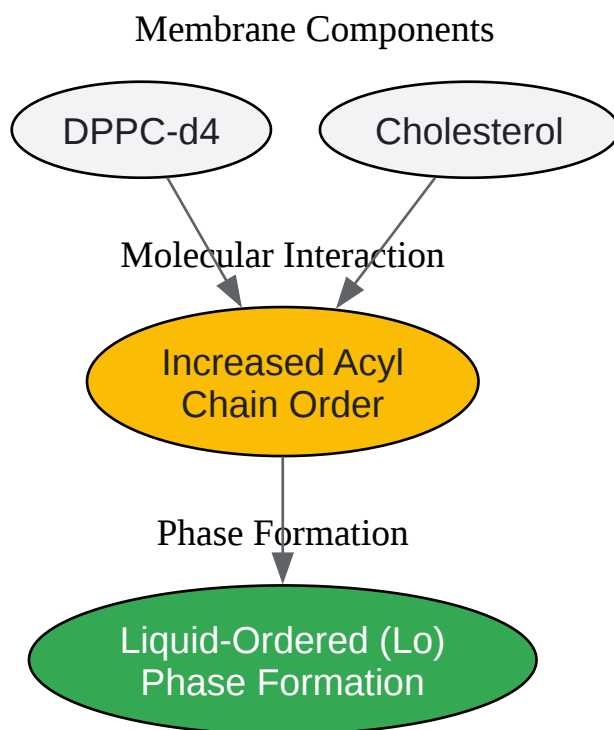 Membrane Components
DPPC-d4
Cholesterol
Molecular Interaction
Increased Acyl
Chain Order
Phase Formation
Liquid-Ordered (Lo)
Phase Formation